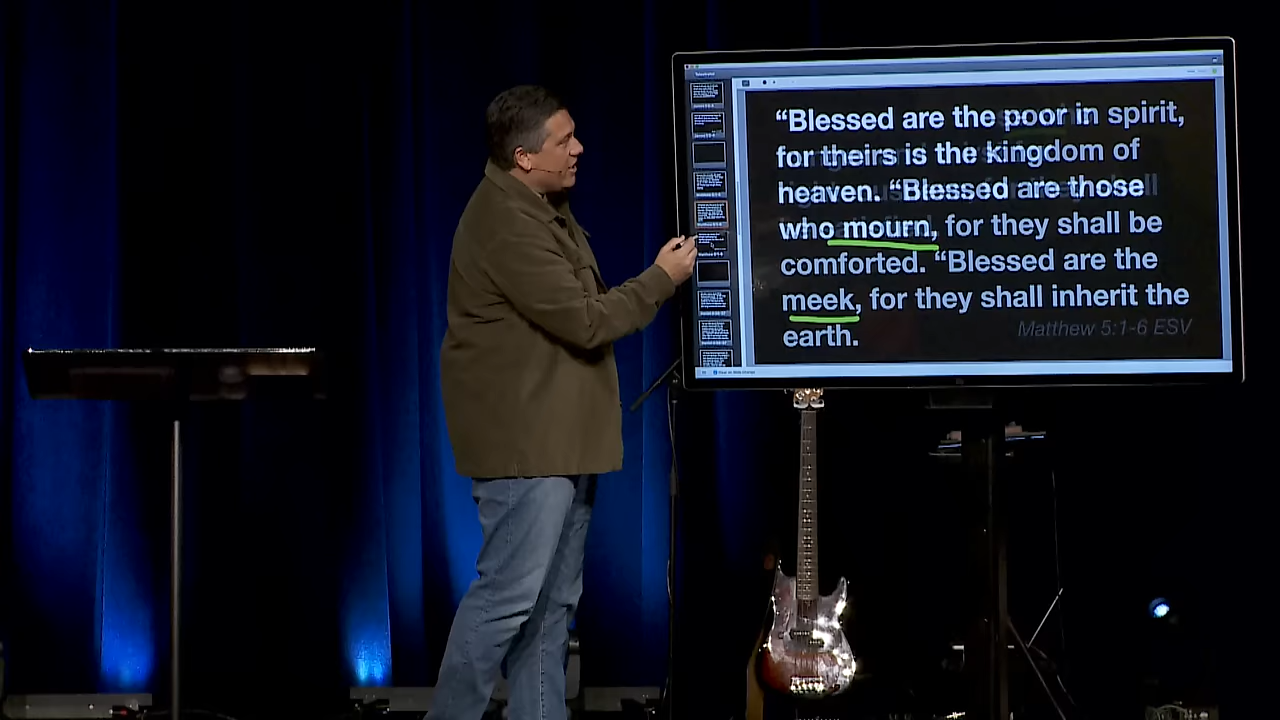 “Blessed are the poor in spirit,
for theirs is the kingdom of
heaven. “Blessed are those
who mourn, for they shall be
comforted. “Blessed are the
meek, for they shall inherit the
earth.
Matthew 5:1-6 ESV